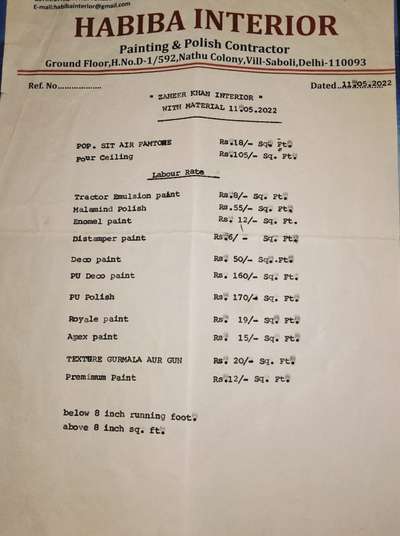 E-mail:habibainterior@gmail.com
HABIBA INTERIOR
Painting & Polish Contractor
Ground Floor,H.No.D-1/592,Nathu Colony,Vill-Saboli,Delhi-110093
Ref. No.................. Dated..11.05.2022
" ZAHEER KHAN INTERIOR "
WITH MATERIAL 11.05.2022
POP. SIT AIR PAMTONE Rs.18/- Sq. Ft.
Four Ceiling Rs.105/- Sq. Ft.
Labour Rate
Tractor Emulsion paint Rs.8/- Sq. Ft.
Malamind Polish Rs.55/- Sq. Ft.
Enomel paint Rs. 12/- Sq. Ft.
Distamper paint Rs.6/- Sq. Ft.
Deco paint Rs. 50/- Sq..Ft.
PU Deco paint Rs. 160/- Sq. Ft.
PU Polish Rs. 170/- Sq. Ft.
Royale paint Rs. 19/- Sq. Ft.
Apex paint Rs. 15/- Sq. Ft.
TEXTURE GURMALA AUR GUN Rs. 20/- Sq. Ft.
Premimum Paint Rs.12/- Sq. Ft.
below 8 inch running foot.
above 8 inch sq. ft.